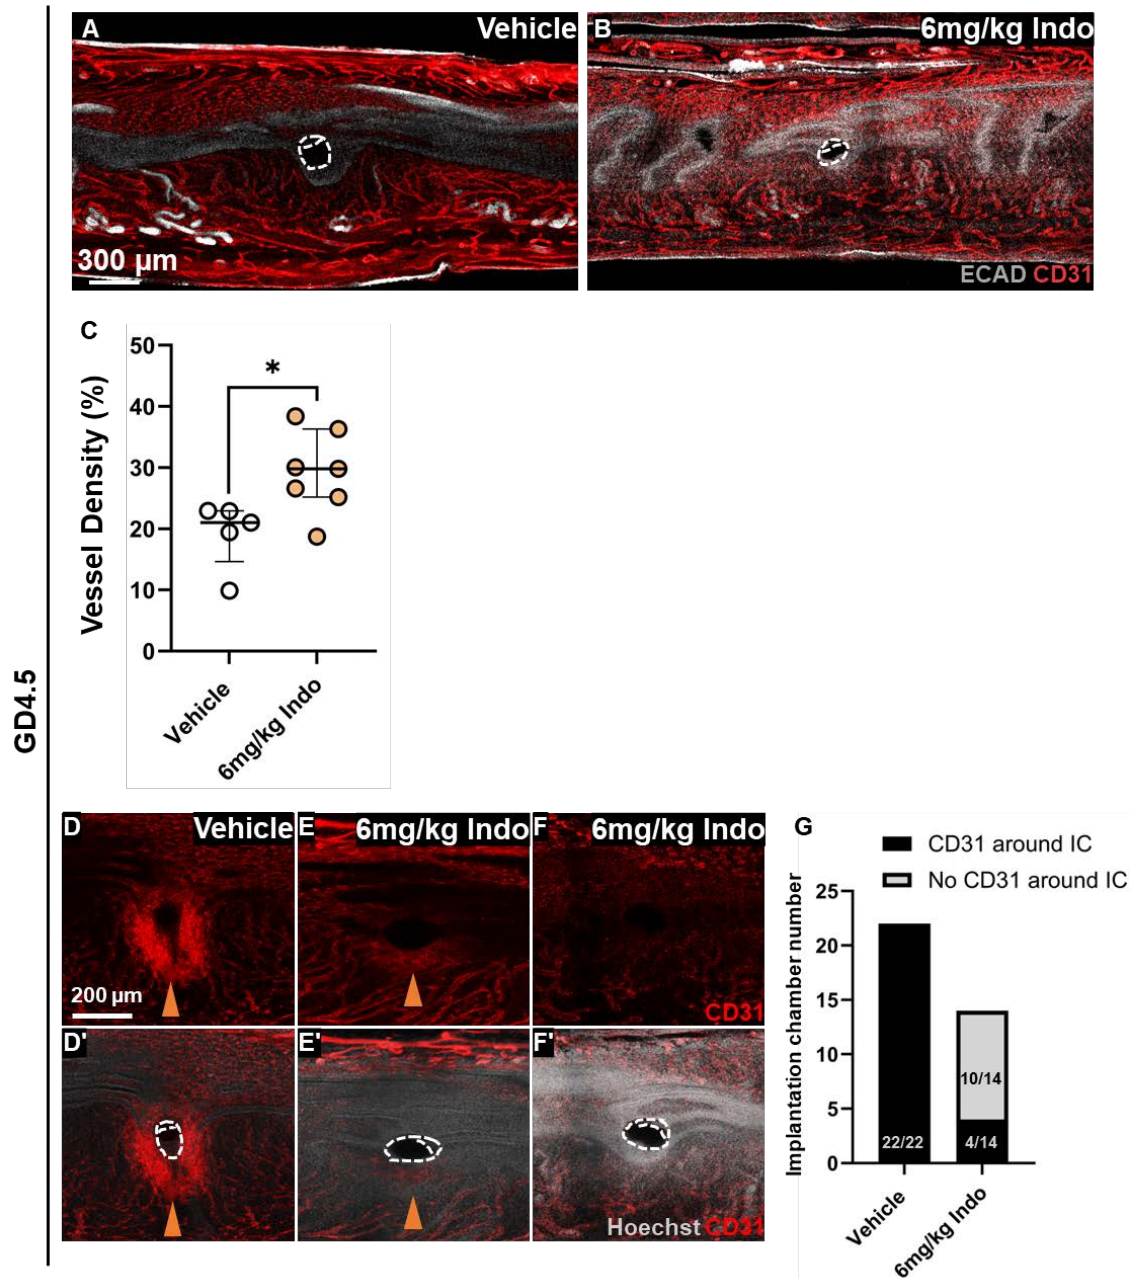 GD4.5
A
Vehicle
300 µm
B
6mg/kg Indo
ECAD CD31
C
Vessel Density (%)
50
40
30
20
10
0
*
Vehicle
6mg/kg Indo
D
Vehicle
200 µm
E
6mg/kg Indo
F
6mg/kg Indo
CD31
D'
E'
F'
Hoechst CD31
G
CD31 around IC
No CD31 around IC
Implantation chamber number
25
20
15
10
5
0
22/22
10/14
4/14
Vehicle
6mg/kg Indo